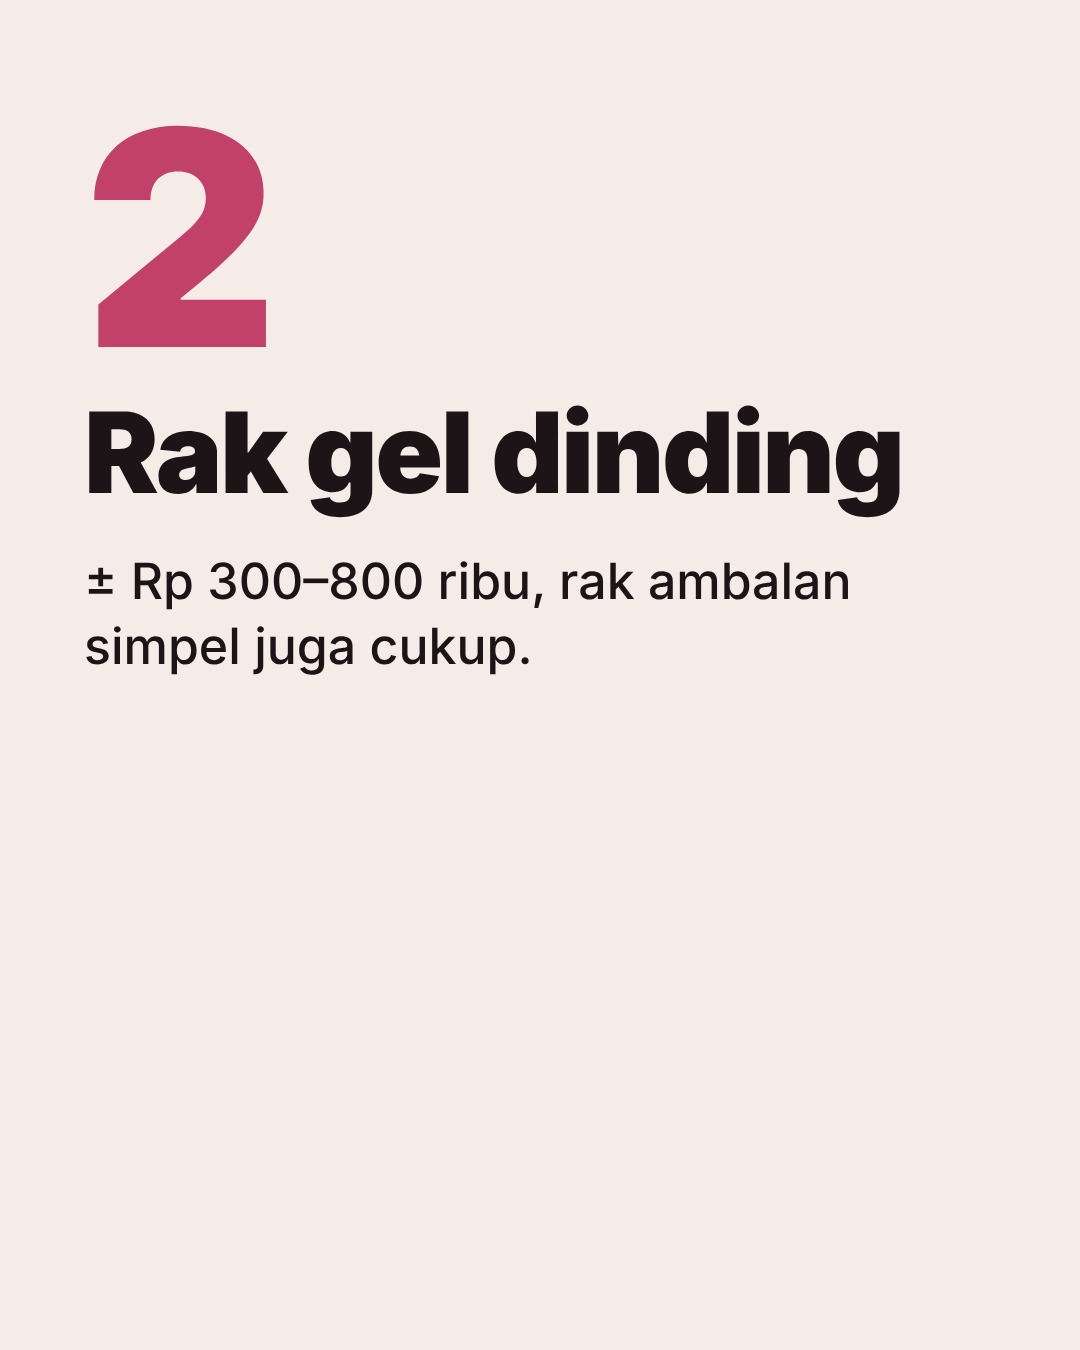 2
Rak gel dinding
± Rp 300–800 ribu, rak ambalan
simpel juga cukup.